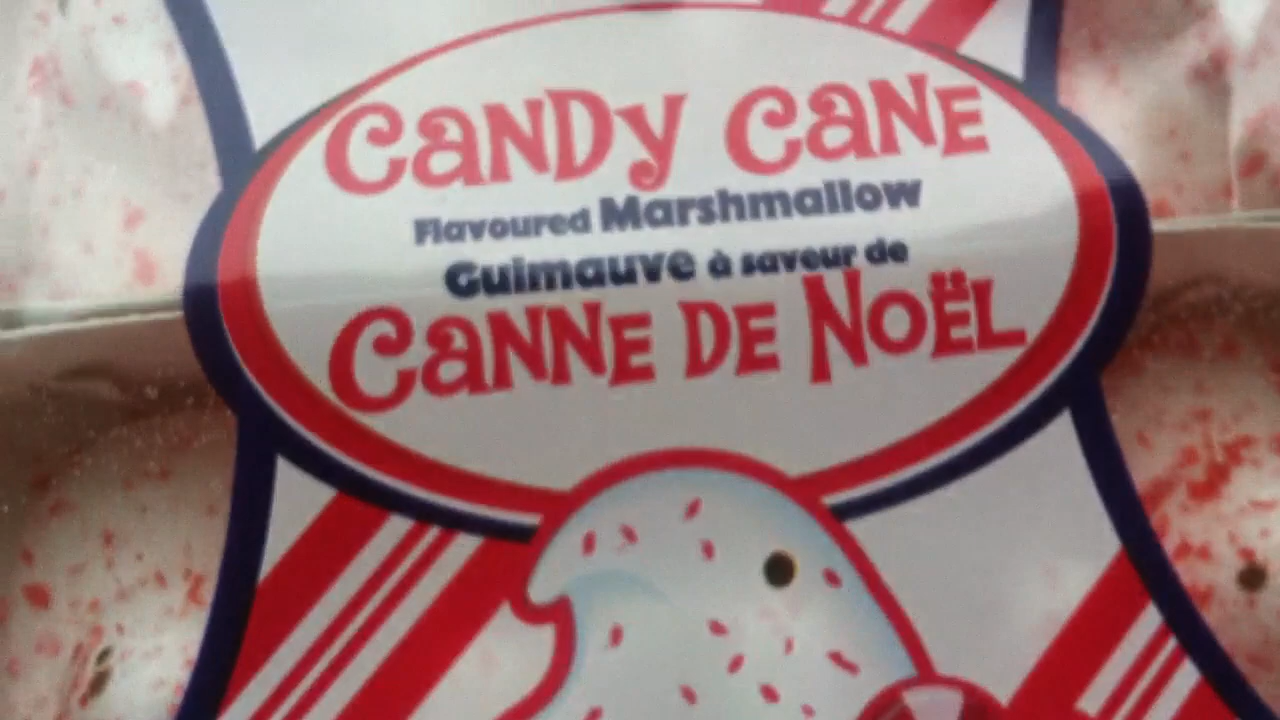 CANDY CANE
Flavoured Marshmallow
Guimauve à saveur de
CANNE DE NOËL